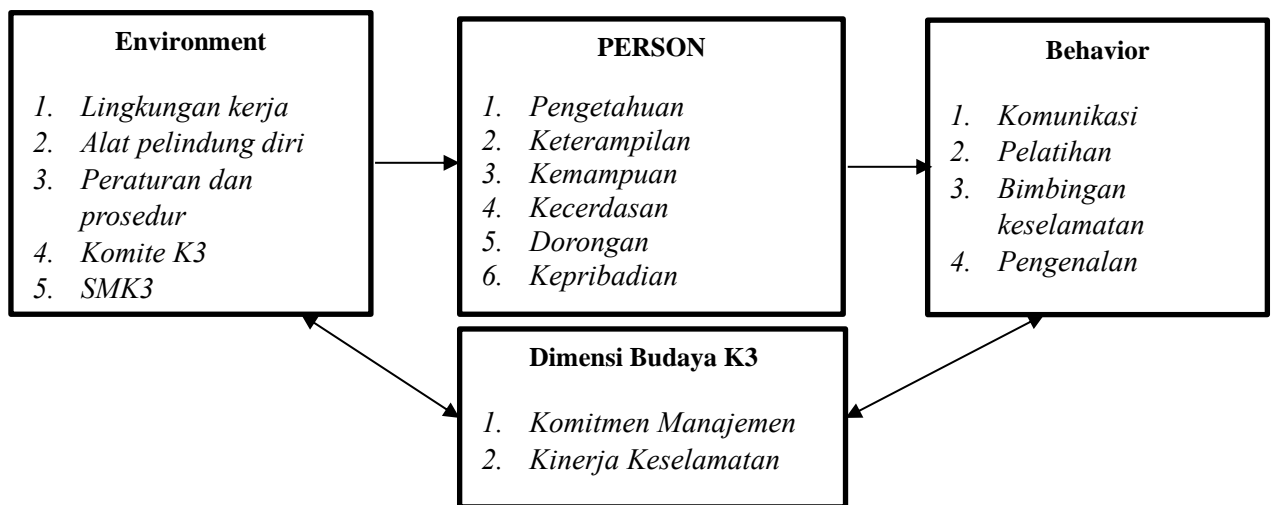 Environment
1. Lingkungan kerja
2. Alat pelindung diri
3. Peraturan dan
prosedur
4. Komite K3
5. SMK3
PERSON
1. Pengetahuan
2. Keterampilan
3. Kemampuan
4. Kecerdasan
5. Dorongan
6. Kepribadian
Behavior
1. Komunikasi
2. Pelatihan
3. Bimbingan
keselamatan
4. Pengenalan
Dimensi Budaya K3
1. Komitmen Manajemen
2. Kinerja Keselamatan